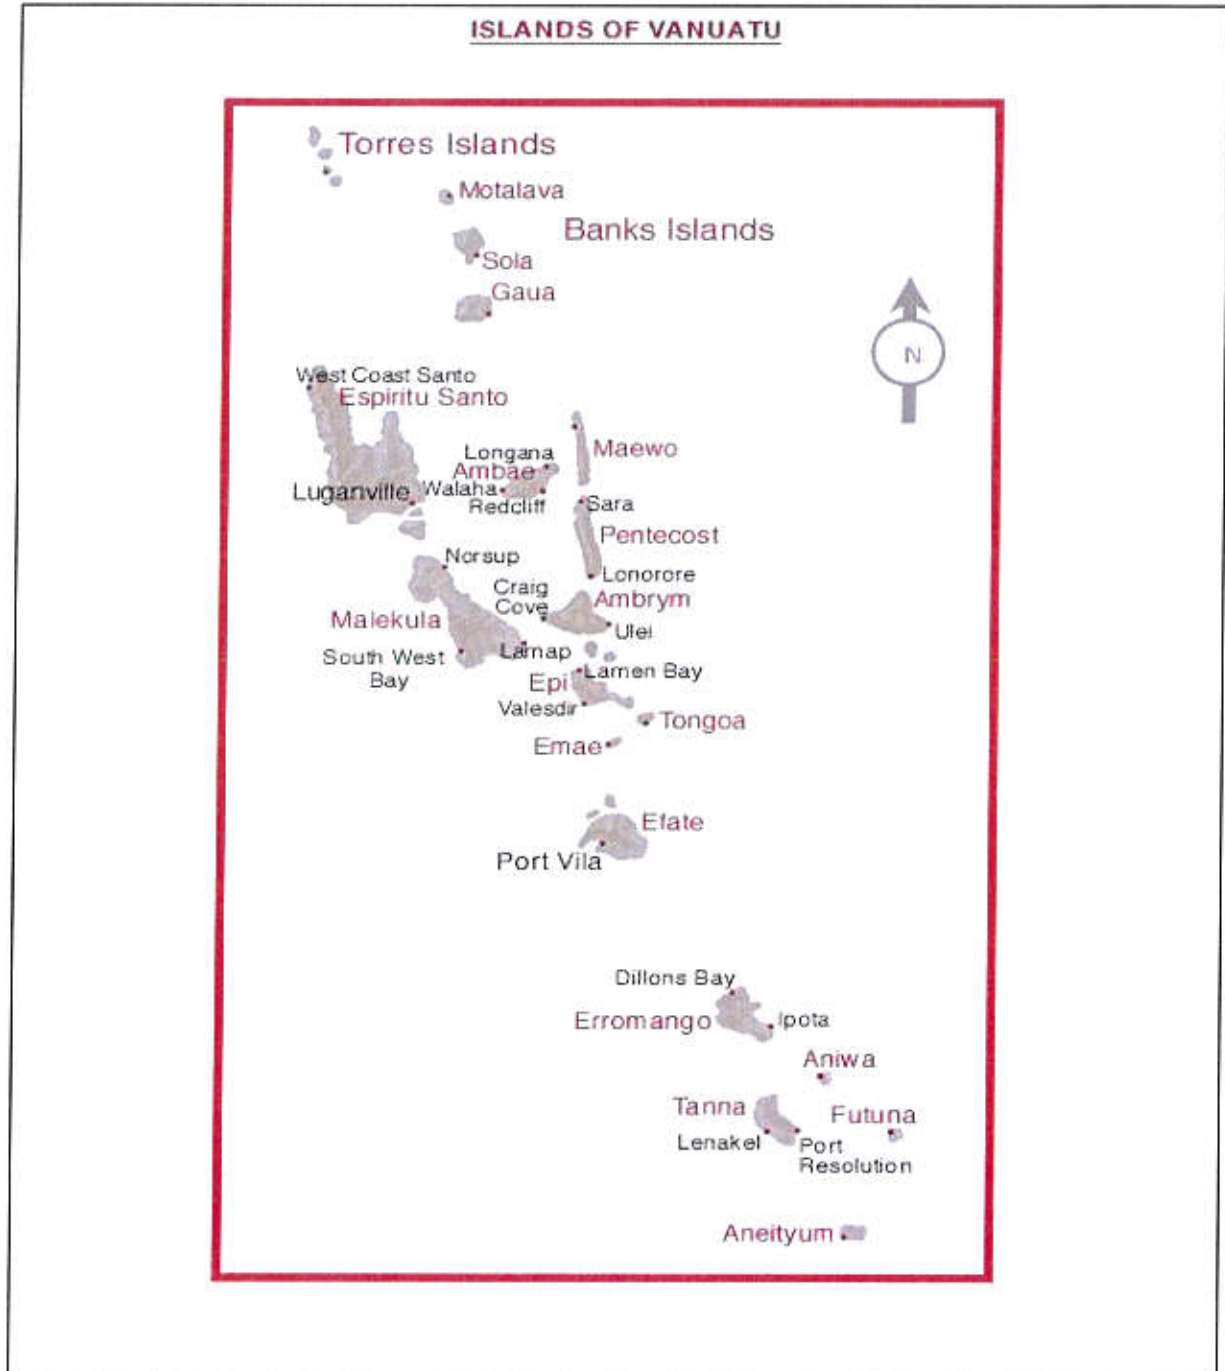 ISLANDS OF VANUATU
Torres Islands
Motalava
Banks Islands
Sola
Gaua
N
West Coast Santo
Espiritu Santo
Maewo
Longana
Ambae
Luganville
Walaha
Redcliff
Sara
Pentecost
Norsup
Lonorore
Craig
Cove
Ambrym
Malekula
Ulei
South West
Bay
Lamap
Lamen Bay
Epi
Valesdir
Tongoa
Emae
Efate
Port Vila
Dillons Bay
Erromango
Ipota
Aniwa
Tanna
Futuna
Lenakel
Port
Resolution
Aneityum